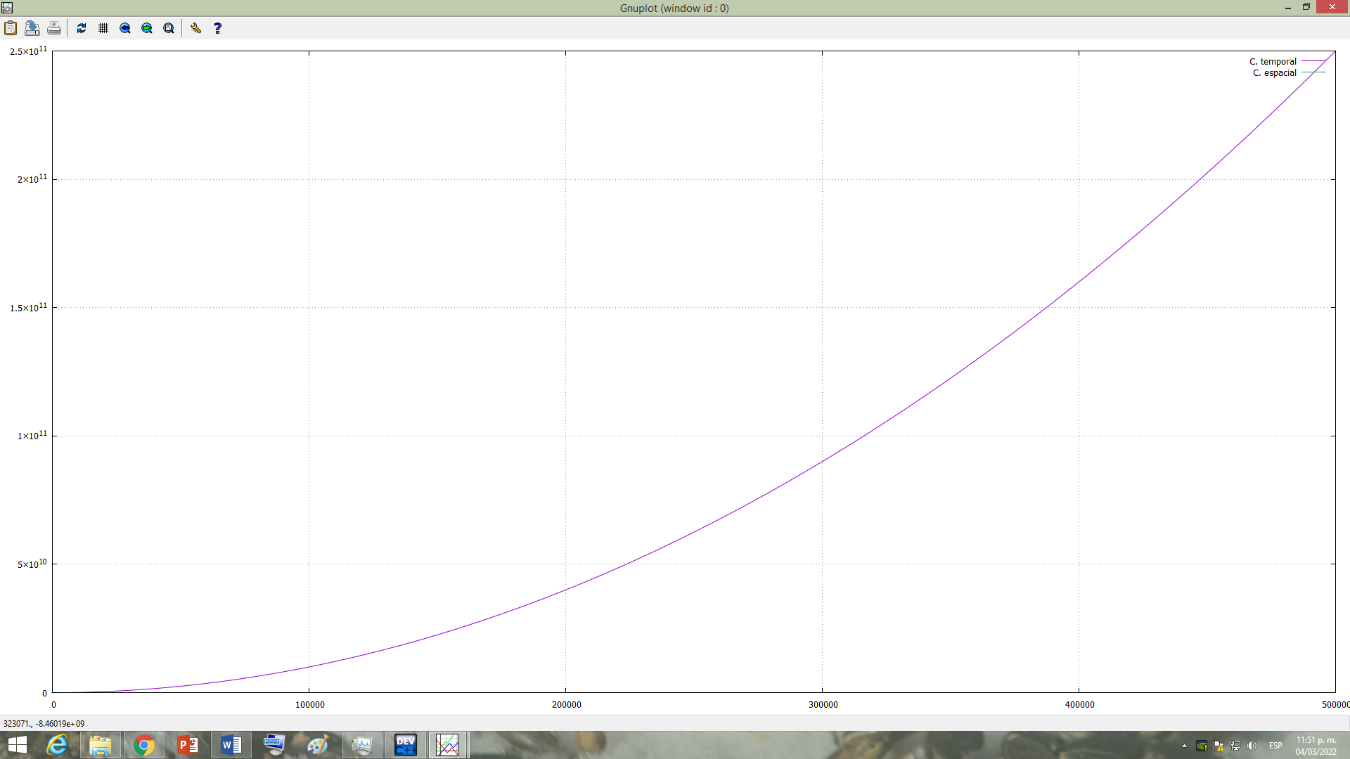 Gnuplot (window id : 0)
2.5×10¹¹
C. temporal
C. espacial
2×10¹¹
1.5×10¹¹
1×10¹¹
5×10¹⁰
0
0 100000 200000 300000 400000 500000
323071., -8.46019e+09
DEV
ESP
11:51 p. m.
04/03/2022